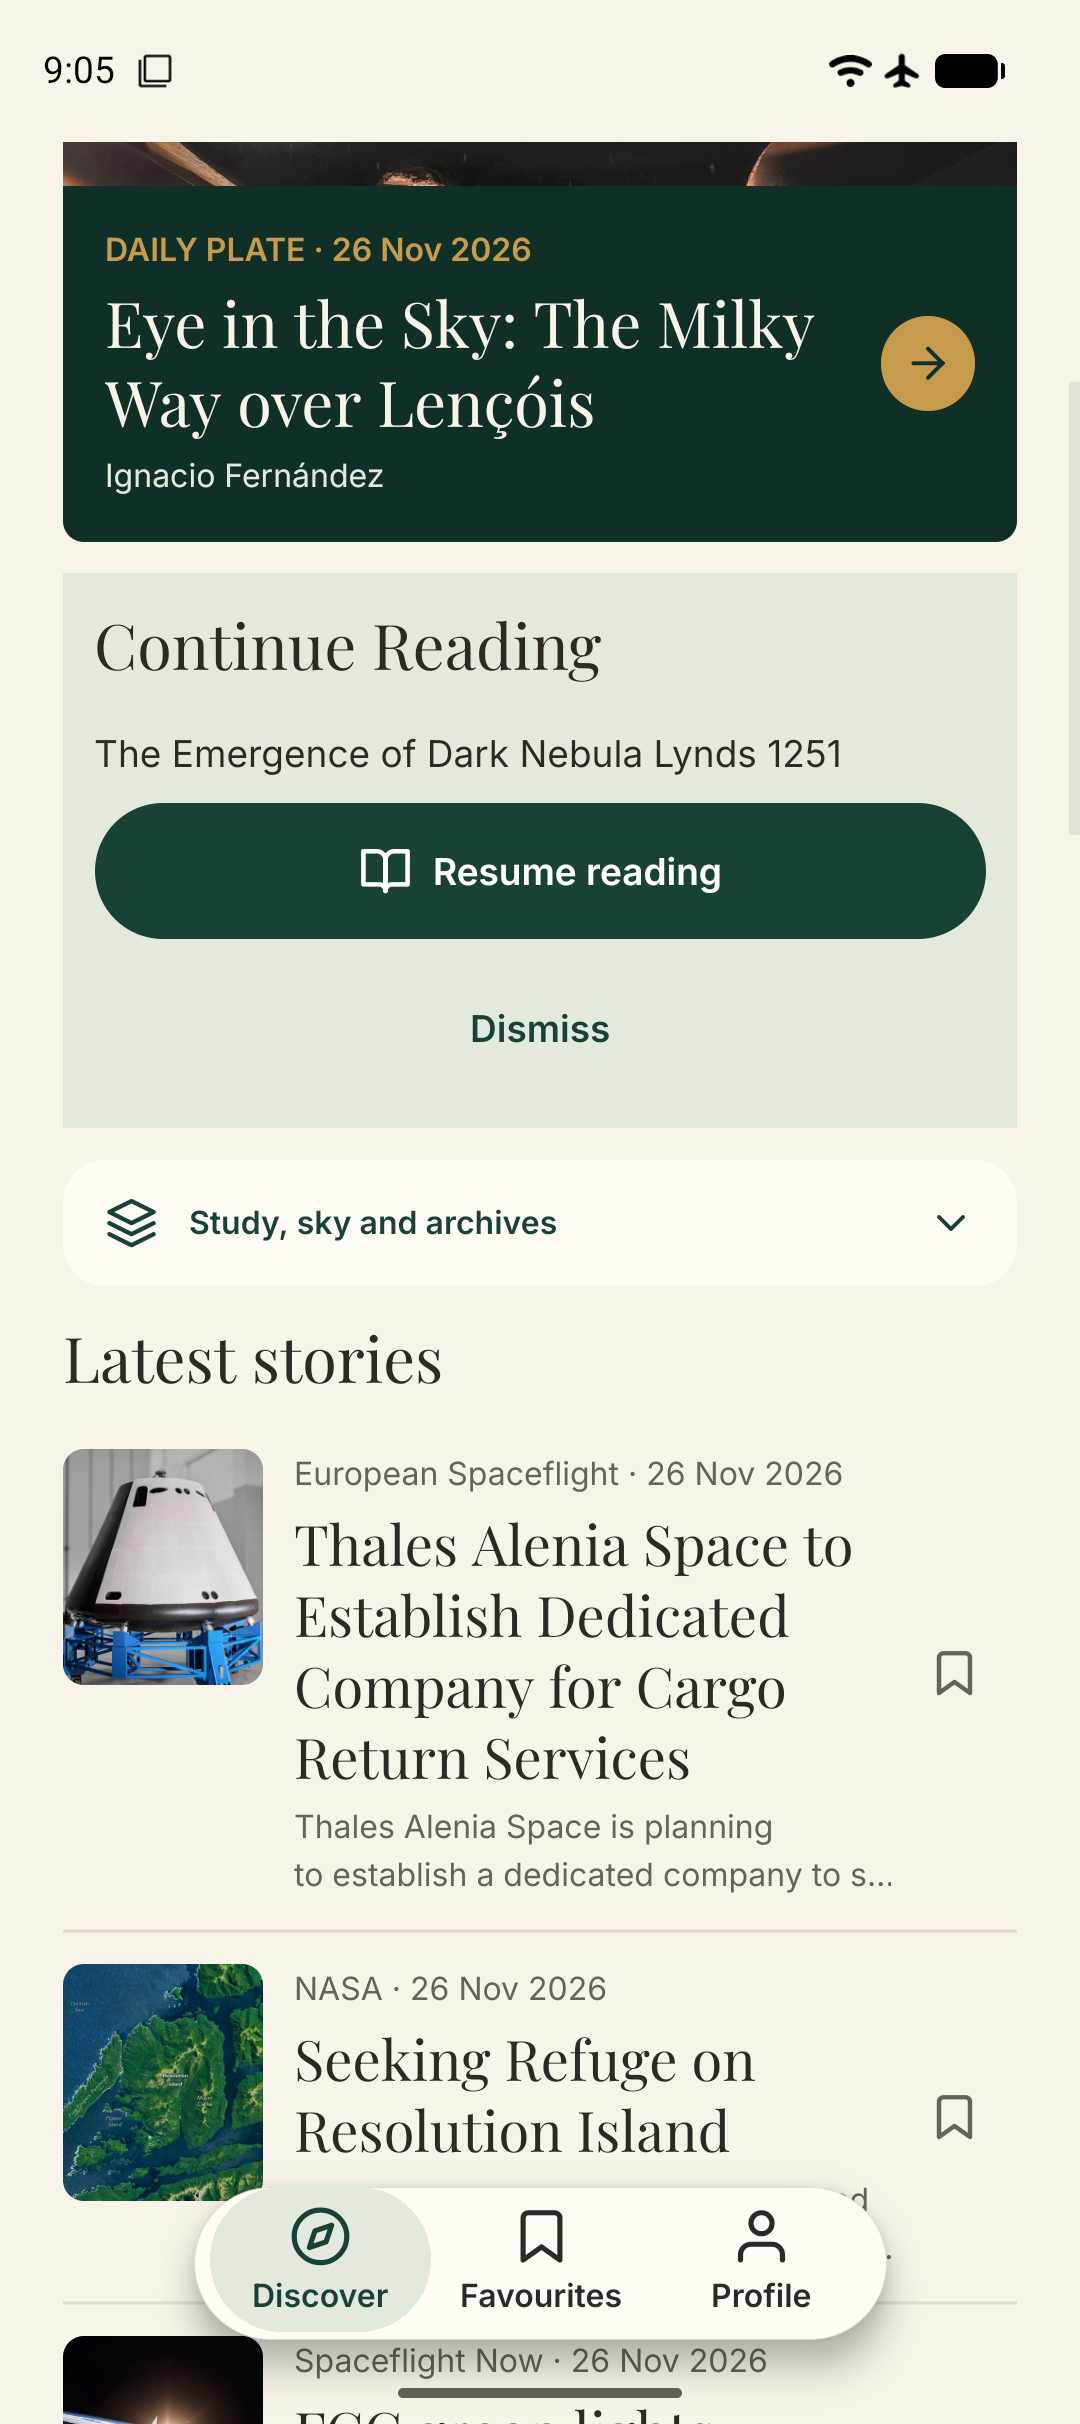 9:05
DAILY PLATE · 26 Nov 2026
Eye in the Sky: The Milky
Way over Lençóis
Ignacio Fernández
Continue Reading
The Emergence of Dark Nebula Lynds 1251
Resume reading
Dismiss
Study, sky and archives
Latest stories
European Spaceflight · 26 Nov 2026
Thales Alenia Space to
Establish Dedicated
Company for Cargo
Return Services
Thales Alenia Space is planning
to establish a dedicated company to s...
NASA · 26 Nov 2026
Seeking Refuge on
Resolution Island
Discover
Favourites
Profile
Spaceflight Now · 26 Nov 2026